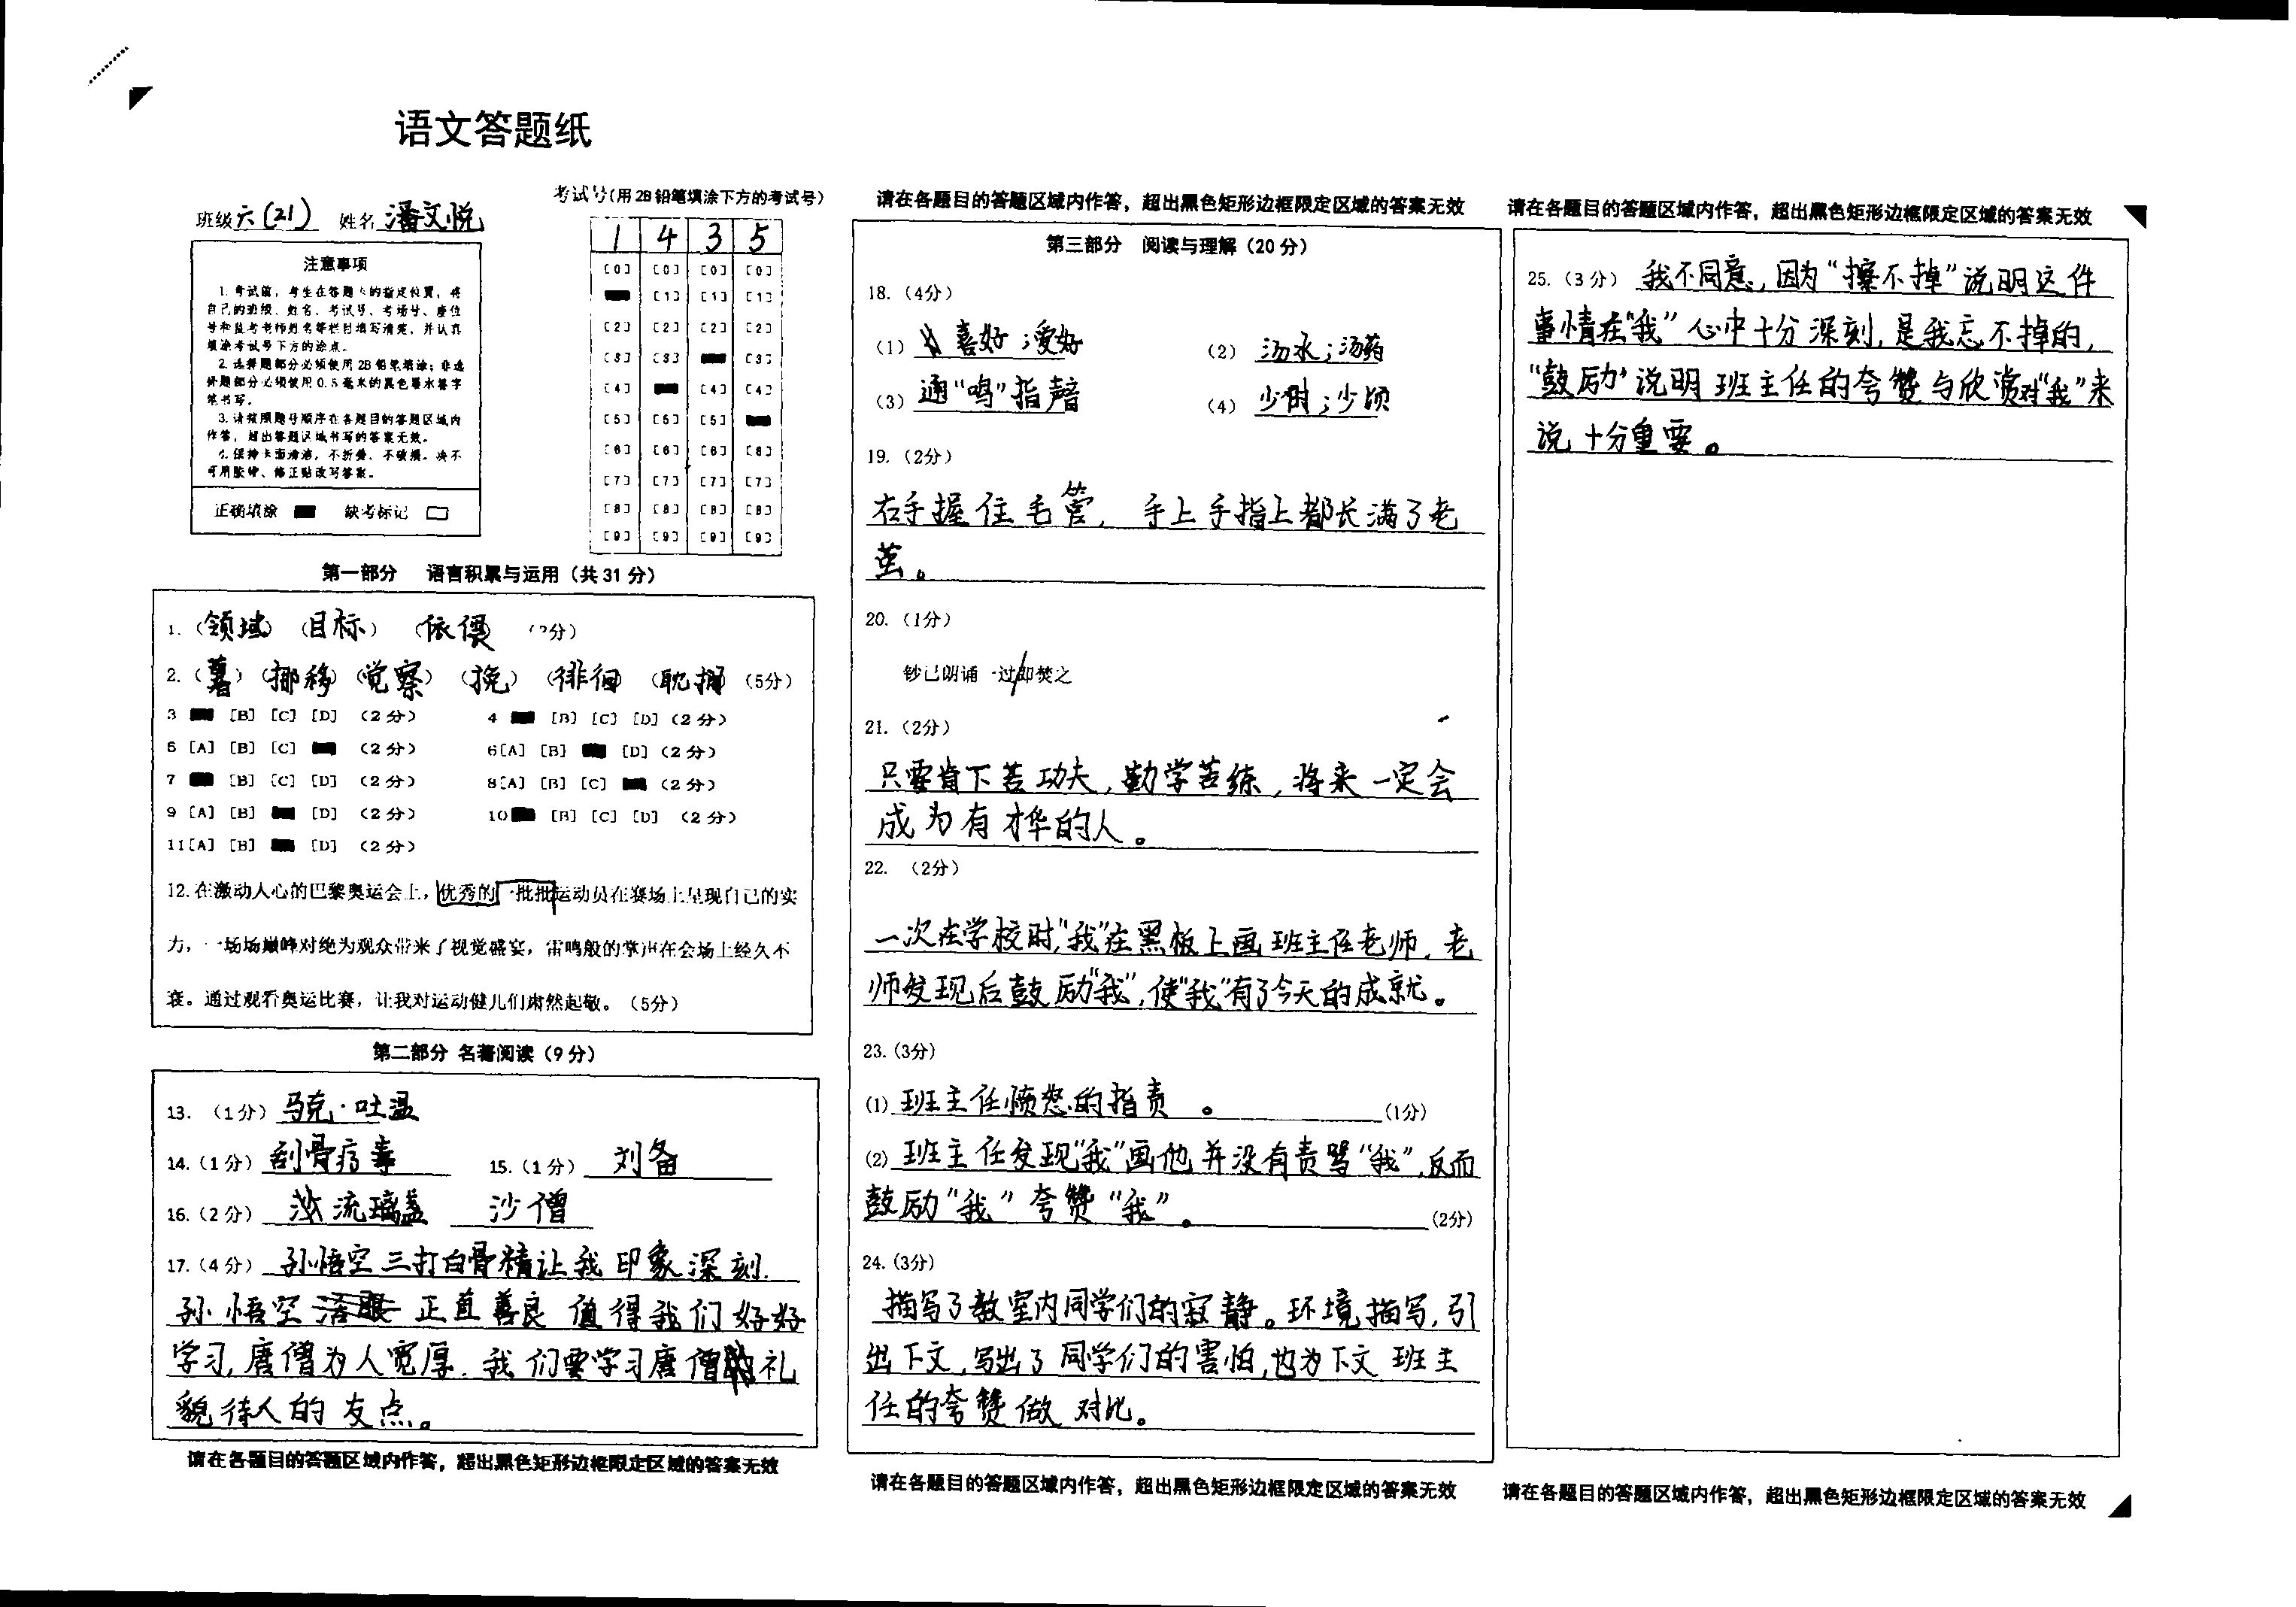 语文答题纸
班级 六(21) 姓名 潘文悦
考试号(用2B铅笔填涂下方的考试号)
1 4 3 5
注意事项
1. 考试前，考生在答题卡的指定位置，将
自己的班级、姓名、考试号、考场号、座位
号和监考老师姓名等栏目填写清楚，并认真
填涂考试号下方的涂点。
2. 选择题部分必须使用2B铅笔填涂；非选
择题部分必须使用0.5毫米的黑色墨水签字
笔书写。
3. 请按照题号顺序在各题目的答题区域内
作答，超出答题区域书写的答案无效。
4. 保持卡面清洁，不折叠、不破损。决不
可用胶带、修正贴改写答案。
正确填涂 缺考标记
[0] [0] [0] [0]
[1] [1] [1]
[2] [2] [2] [2]
[3] [3] [3]
[4] [4] [4]
[5] [5] [5]
[6] [6] [6] [6]
[7] [7] [7] [7]
[8] [8] [8] [8]
[9] [9] [9] [9]
第一部分 语言积累与运用（共31分）
1. (领域) (目标) (依偎)
2. (薯) (挪移) (觉察) (挽) (徘徊) (耽搁) (5分)
3 [B] [C] [D] (2分) 4 [B] [C] [D] (2分)
5 [A] [B] [C] (2分) 6 [A] [B] [D] (2分)
7 [B] [C] [D] (2分) 8 [A] [B] [C] (2分)
9 [A] [B] [D] (2分) 10 [B] [C] [D] (2分)
11 [A] [B] [D] (2分)
12. 在激动人心的巴黎奥运会上，优秀的一批批运动员在赛场上呈现自己的实
力，一场场巅峰对绝为观众带来了视觉盛宴，雷鸣般的掌声在会场上经久不
衰。通过观看奥运比赛，让我对运动健儿们肃然起敬。(5分)
第二部分 名著阅读（9分）
13. (1分) 马克·吐温
14. (1分) 刮骨疗毒 15. (1分) 刘备
16. (2分) 流璃盏 沙僧
17. (4分) 孙悟空三打白骨精让我印象深刻.
孙悟空 正直善良 值得我们好好
学习,唐僧为人宽厚.我们要学习唐僧 礼
貌待人的友点。
请在各题目的答题区域内作答，超出黑色矩形边框限定区域的答案无效
请在各题目的答题区域内作答，超出黑色矩形边框限定区域的答案无效
第三部分 阅读与理解（20分）
18. (4分)
(1) 喜好;爱好 (2) 汤水;汤药
(3) 通“鸣”指声音 (4) 少时;少顷
19. (2分)
右手握住毛管, 手上手指上都长满了老
茧。
20. (1分)
钞已朗诵一过/即焚之
21. (2分)
只要肯下苦功夫,勤学苦练,将来一定会
成为有才华的人。
22. (2分)
一次在学校时,“我”在黑板上画班主任老师,老
师发现后鼓励“我”,使“我”有了今天的成就。
23. (3分)
(1) 班主任愤怒的指责。 (1分)
(2) 班主任发现“我”画他并没有责骂“我”,反而
鼓励“我”夸赞“我”。 (2分)
24. (3分)
描写了教室内同学们的寂静。环境描写,引
出下文,写出了同学们的害怕,也为下文班主
任的夸赞做对比。
请在各题目的答题区域内作答，超出黑色矩形边框限定区域的答案无效
请在各题目的答题区域内作答，超出黑色矩形边框限定区域的答案无效
25. (3分) 我不同意,因为“擦不掉”说明这件
事情在“我”心中十分深刻,是我忘不掉的,
“鼓励”说明班主任的夸赞与欣赏对“我”来
说十分重要。
请在各题目的答题区域内作答，超出黑色矩形边框限定区域的答案无效